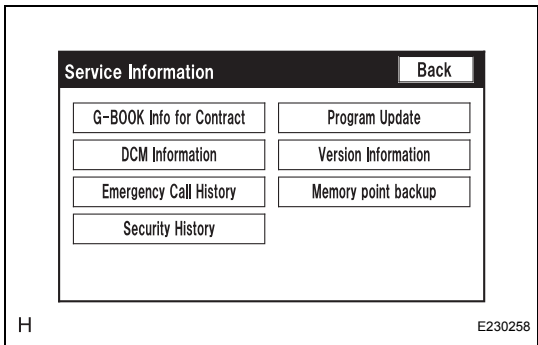 Service Information Back
G-BOOK Info for Contract Program Update
DCM Information Version Information
Emergency Call History Memory point backup
Security History
H E230258